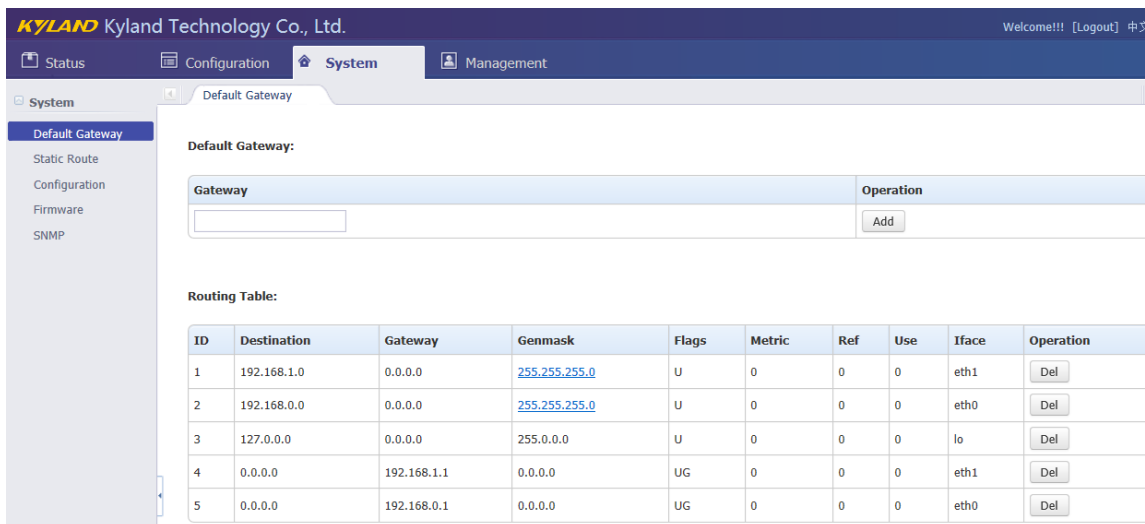 KYLAND Kyland Technology Co., Ltd. Welcome!!! [Logout] 中文
Status Configuration System Management
System Default Gateway
Default Gateway
Static Route
Configuration
Firmware
SNMP
Default Gateway:
Gateway Operation
Add
Routing Table:
ID Destination Gateway Genmask Flags Metric Ref Use Iface Operation
1 192.168.1.0 0.0.0.0 255.255.255.0 U 0 0 0 eth1 Del
2 192.168.0.0 0.0.0.0 255.255.255.0 U 0 0 0 eth0 Del
3 127.0.0.0 0.0.0.0 255.0.0.0 U 0 0 0 lo Del
4 0.0.0.0 192.168.1.1 0.0.0.0 UG 0 0 0 eth1 Del
5 0.0.0.0 192.168.0.1 0.0.0.0 UG 0 0 0 eth0 Del